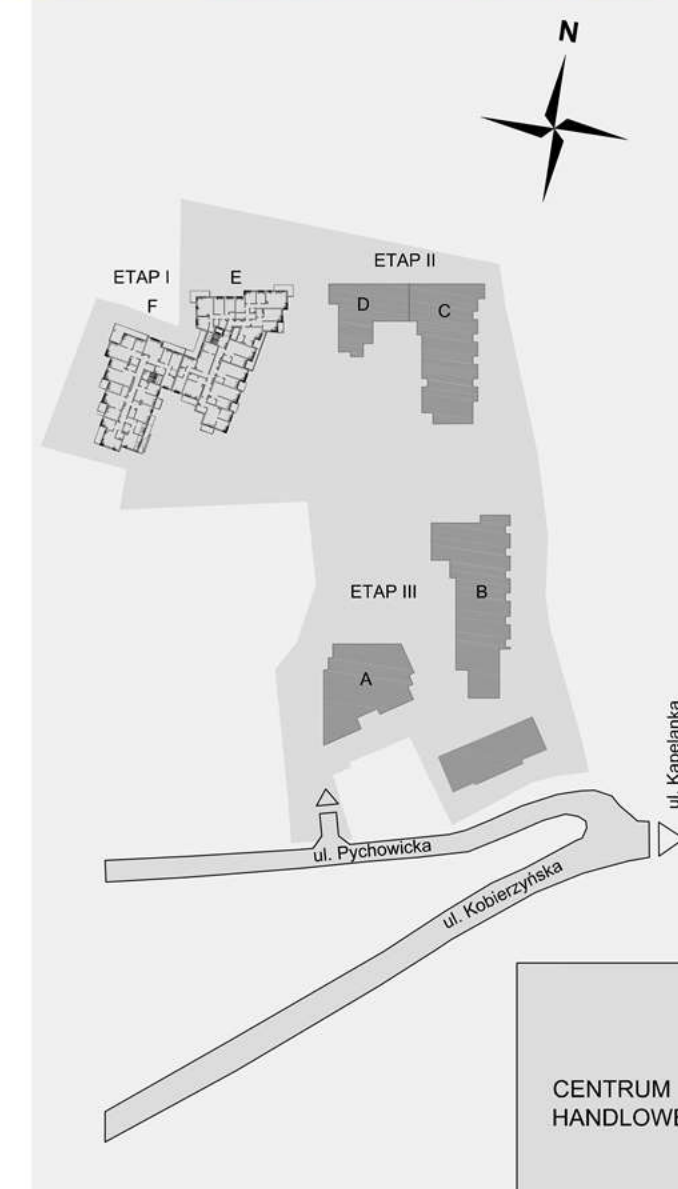 N
ETAP II
ETAP I
E
F
D
C
ETAP III
B
A
ul. Kapelanka
ul. Pychowicka
ul. Kobierzyńska
CENTRUM
HANDLOWE